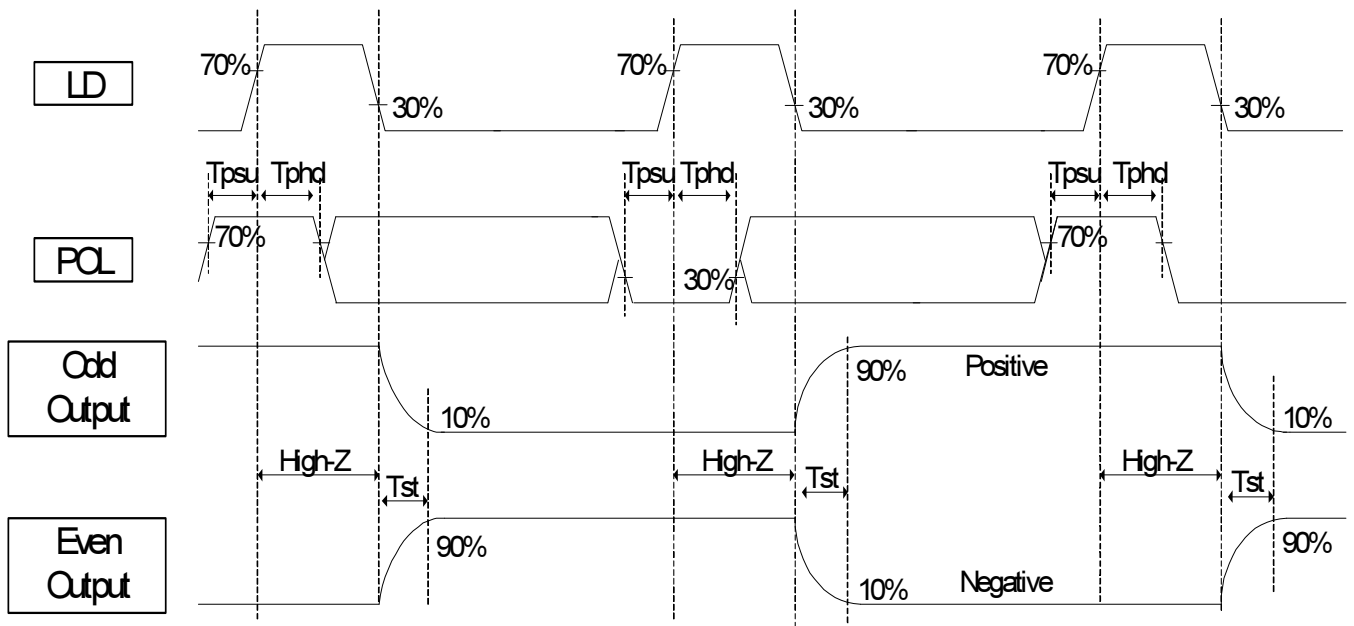 LD
70%
30%
70%
30%
70%
30%
Tpsu Tphd
Tpsu Tphd
Tpsu Tphd
POL
70%
30%
70%
Odd
Output
10%
90%
Positive
10%
High-Z
Tst
High-Z
Tst
High-Z
Tst
Even
Output
90%
10%
Negative
90%